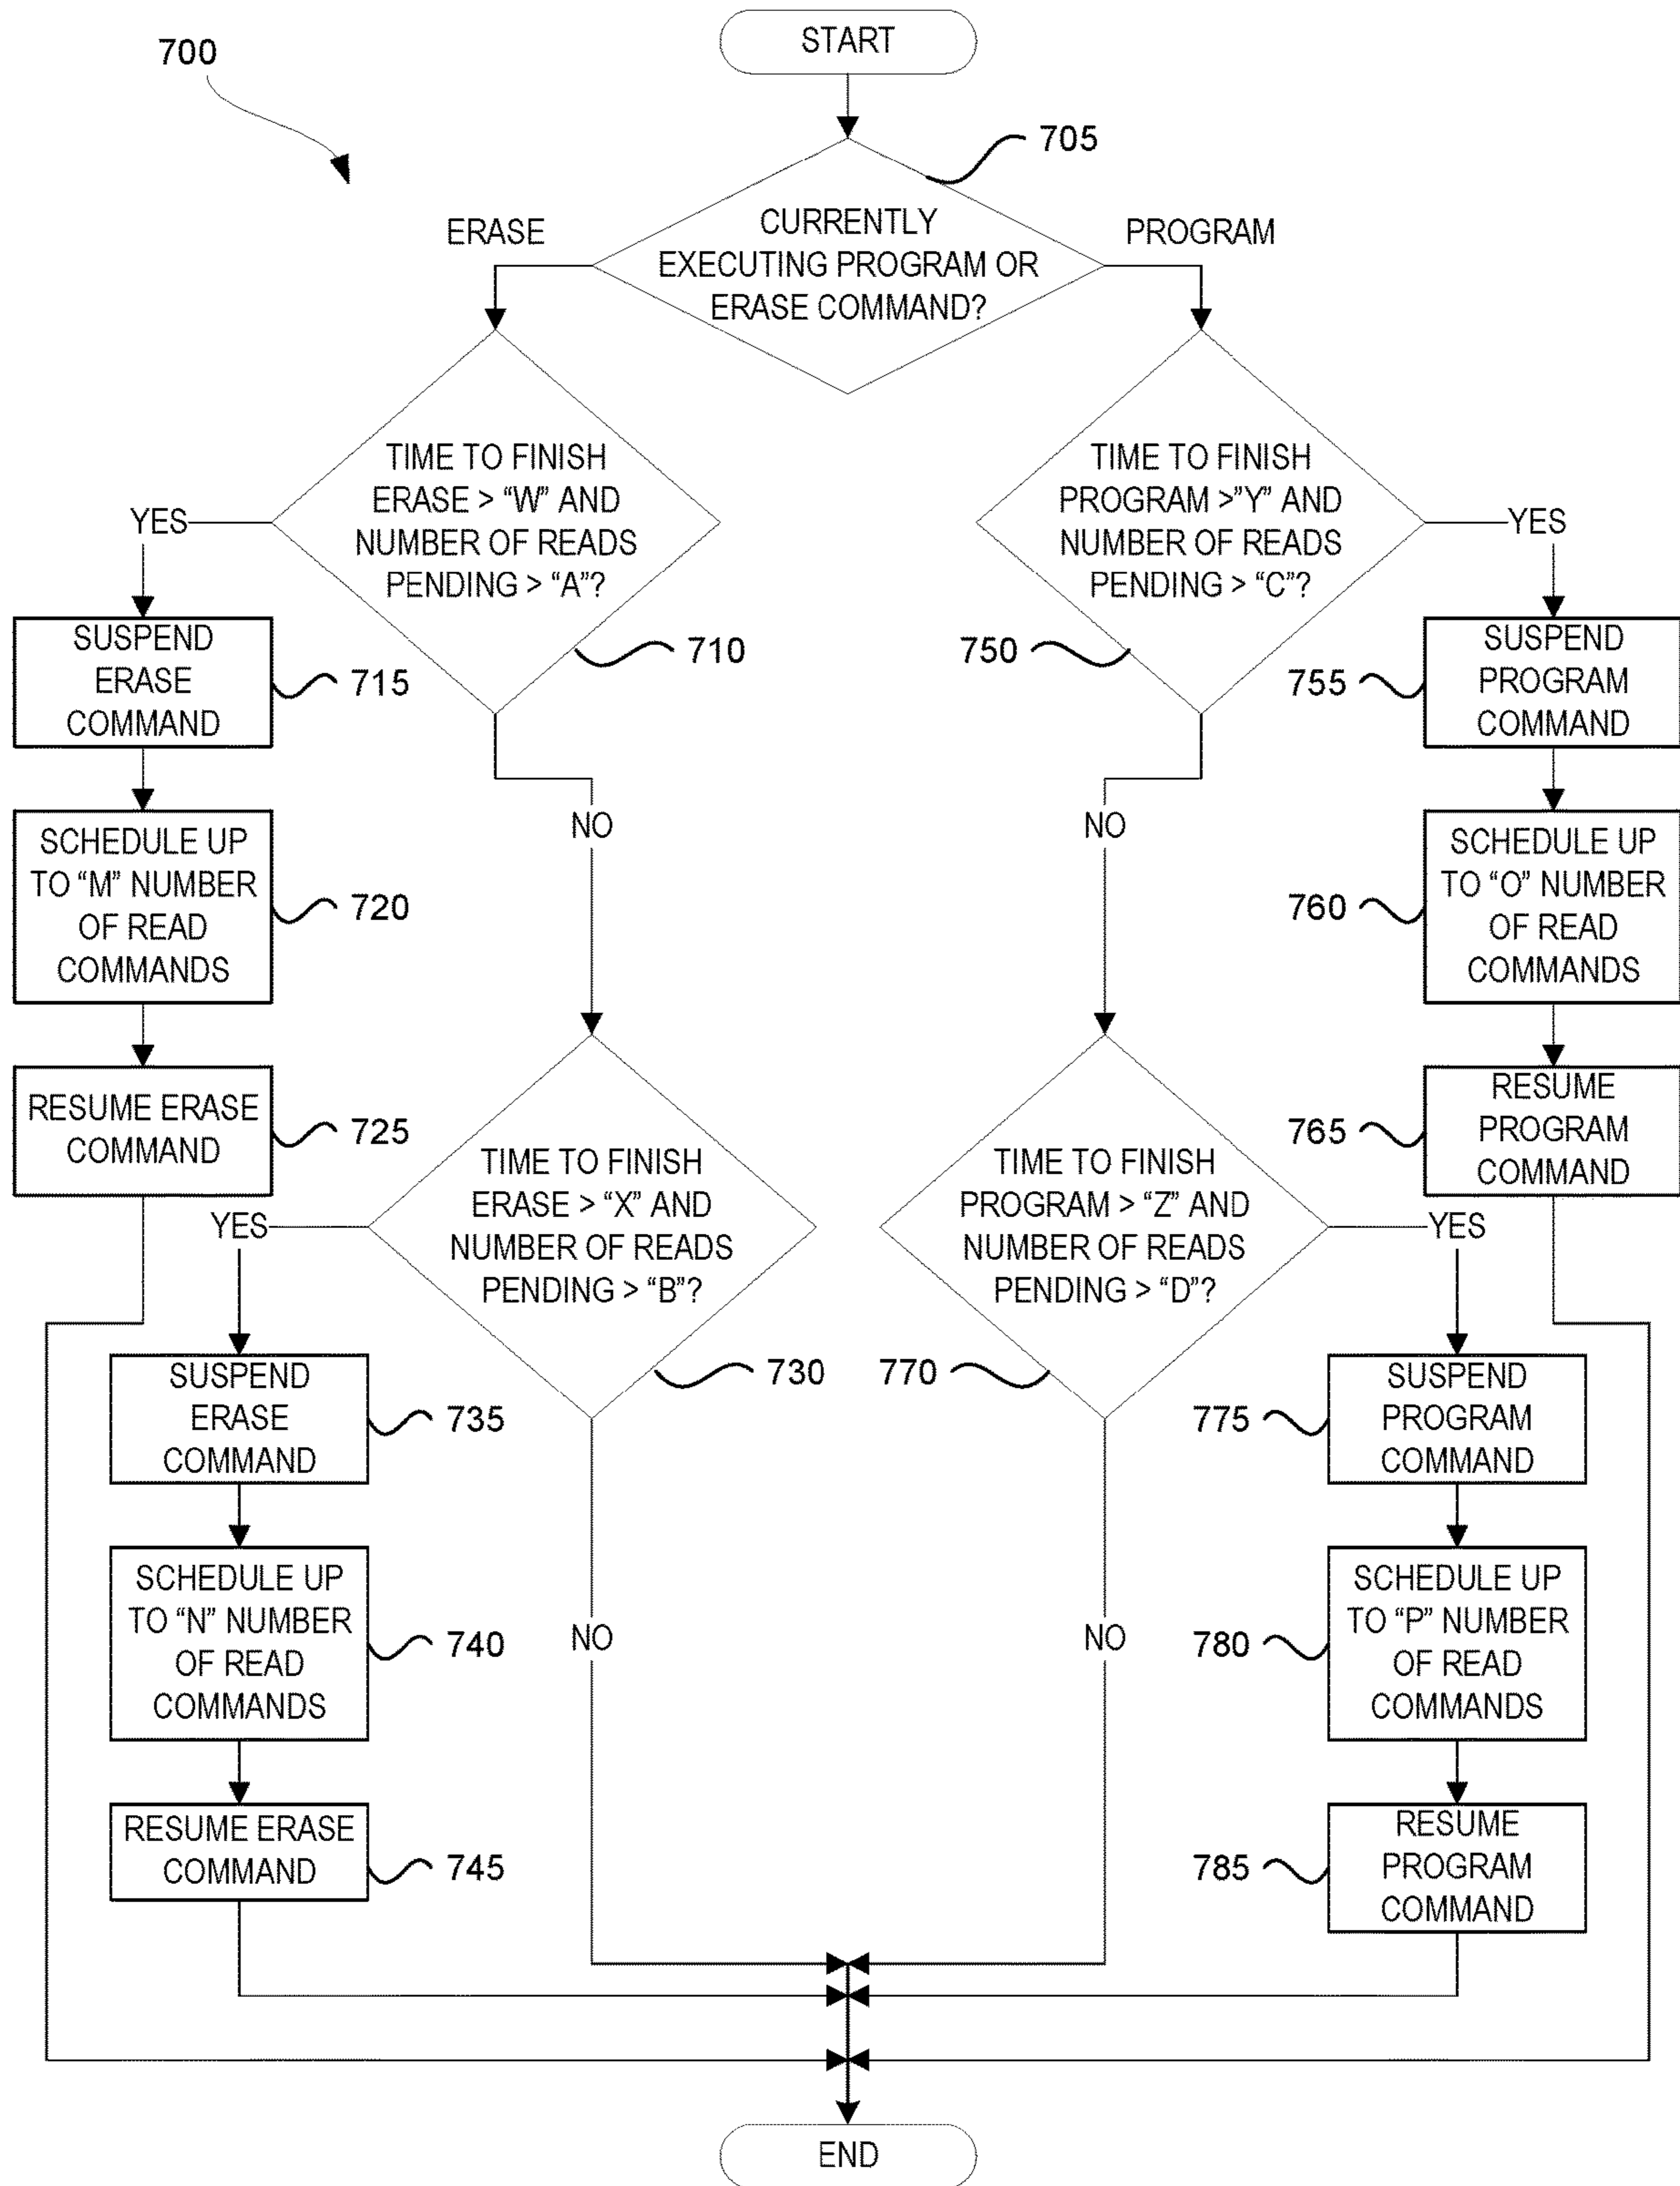 START
700
705
CURRENTLY
EXECUTING PROGRAM OR
ERASE COMMAND?
ERASE
PROGRAM
TIME TO FINISH
ERASE > “W” AND
NUMBER OF READS
PENDING > “A”?
710
YES
NO
SUSPEND
ERASE
COMMAND
715
SCHEDULE UP
TO “M” NUMBER
OF READ
COMMANDS
720
RESUME ERASE
COMMAND
725
TIME TO FINISH
ERASE > “X” AND
NUMBER OF READS
PENDING > “B”?
730
YES
NO
SUSPEND
ERASE
COMMAND
735
SCHEDULE UP
TO “N” NUMBER
OF READ
COMMANDS
740
RESUME ERASE
COMMAND
745
TIME TO FINISH
PROGRAM >”Y” AND
NUMBER OF READS
PENDING > “C”?
750
YES
NO
SUSPEND
PROGRAM
COMMAND
755
SCHEDULE UP
TO “O” NUMBER
OF READ
COMMANDS
760
RESUME
PROGRAM
COMMAND
765
TIME TO FINISH
PROGRAM > “Z” AND
NUMBER OF READS
PENDING > “D”?
770
YES
NO
SUSPEND
PROGRAM
COMMAND
775
SCHEDULE UP
TO “P” NUMBER
OF READ
COMMANDS
780
RESUME
PROGRAM
COMMAND
785
END